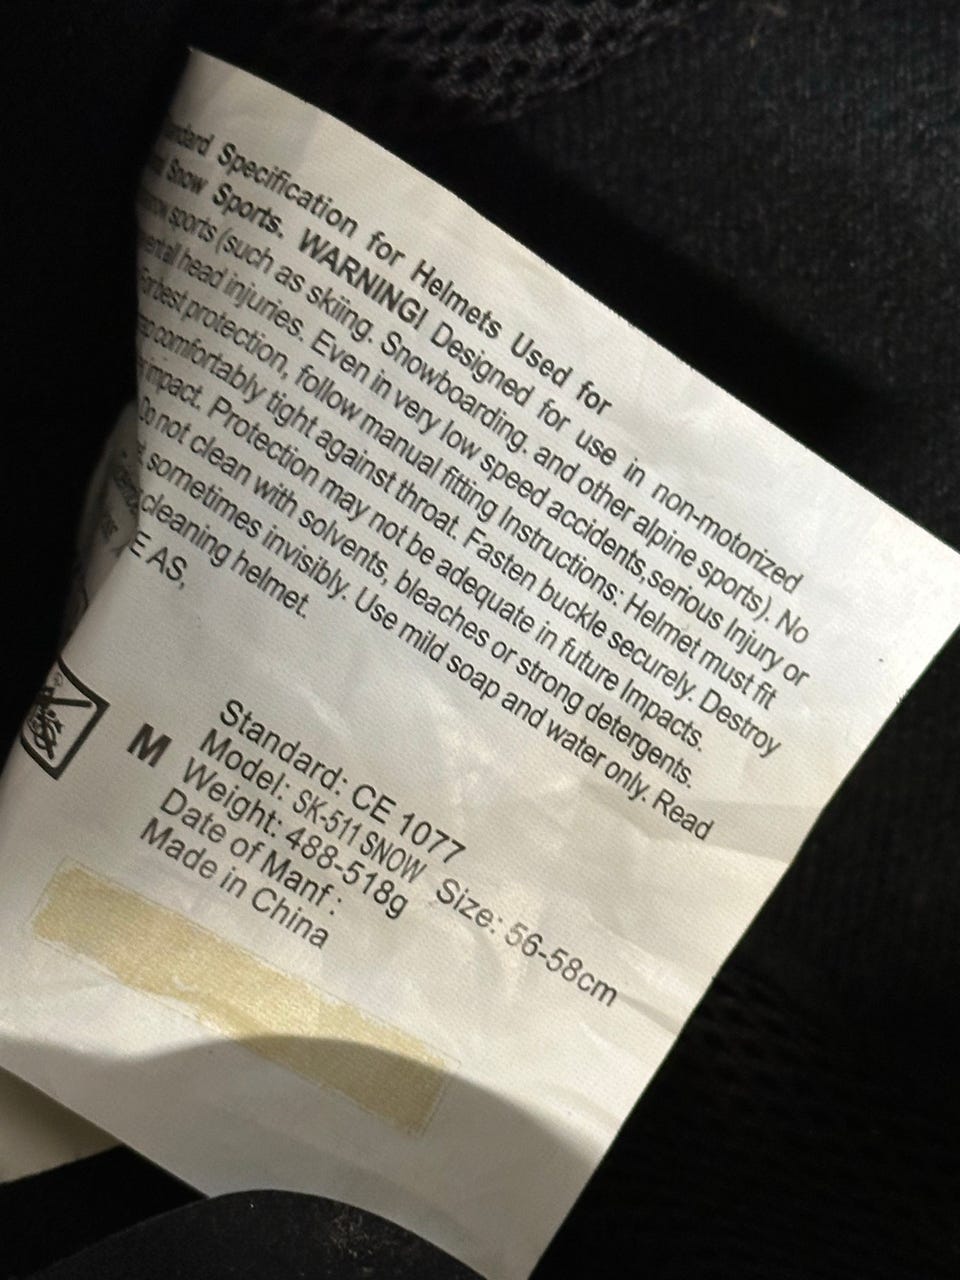 Specification for Helmets Used for
Snow Sports. WARNING! Designed for use in non-motorized
sports (such as skiing. Snowboarding. and other alpine sports). No
all head injuries. Even in very low speed accidents,serious Injury or
For best protection, follow manual fitting Instructions: Helmet must fit
comfortably tight against throat. Fasten buckle securely. Destroy
impact. Protection may not be adequate in future Impacts.
Do not clean with solvents, bleaches or strong detergents.
sometimes invisibly. Use mild soap and water only. Read
cleaning helmet.
AS,
Standard: CE 1077
M Model: SK-511 SNOW Size: 56-58cm
Weight: 488-518g
Date of Manf:
Made in China